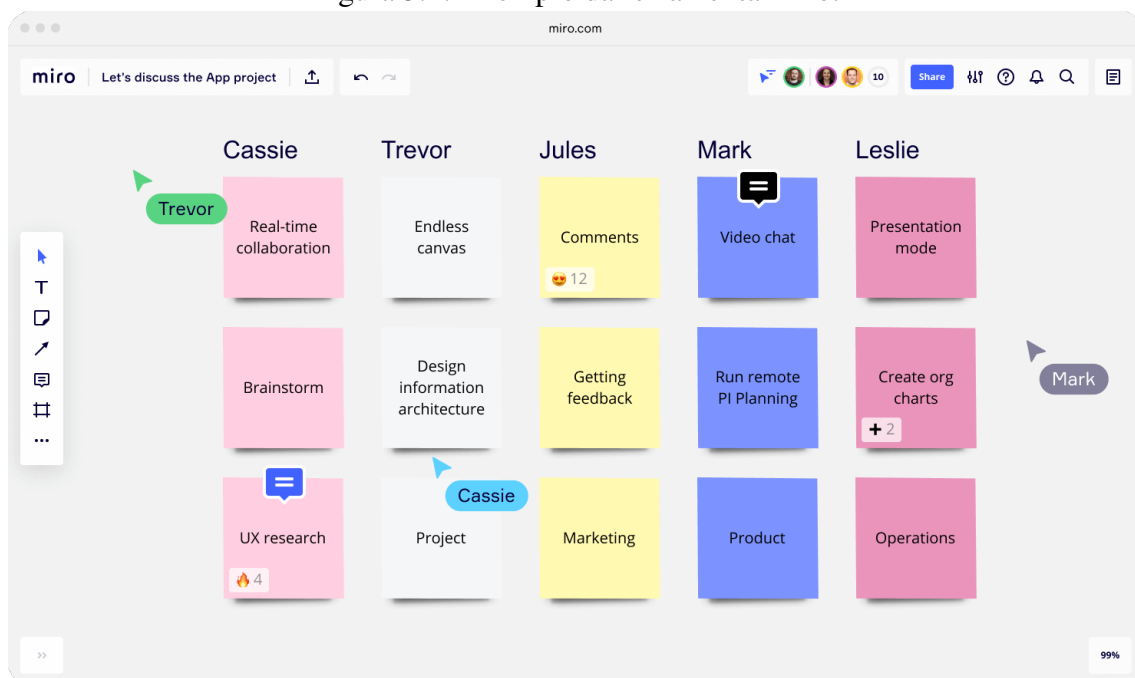 miro.com
miro
Let's discuss the App project
10
Share
Cassie
Trevor
Jules
Mark
Leslie
Trevor
Real-time
collaboration
Endless
canvas
Comments
12
Video chat
Presentation
mode
Brainstorm
Design
information
architecture
Getting
feedback
Run remote
PI Planning
Create org
charts
+ 2
Mark
Cassie
UX research
4
Project
Marketing
Product
Operations
99%